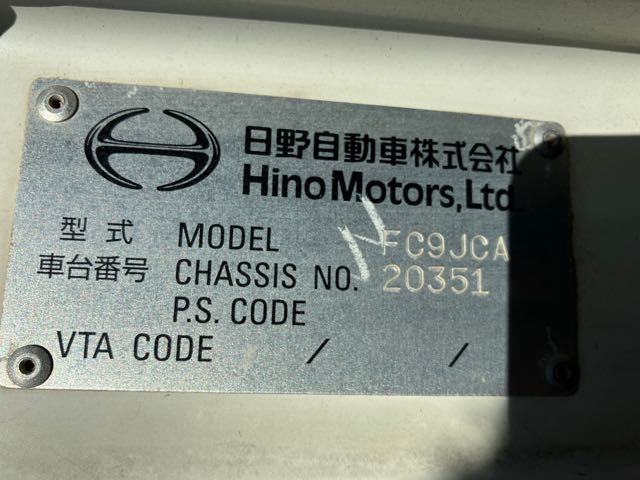 日野自動車株式会社
Hino Motors, Ltd.
型式 MODEL FC9JCA
車台番号 CHASSIS NO. 20351
P.S. CODE
VTA CODE / /